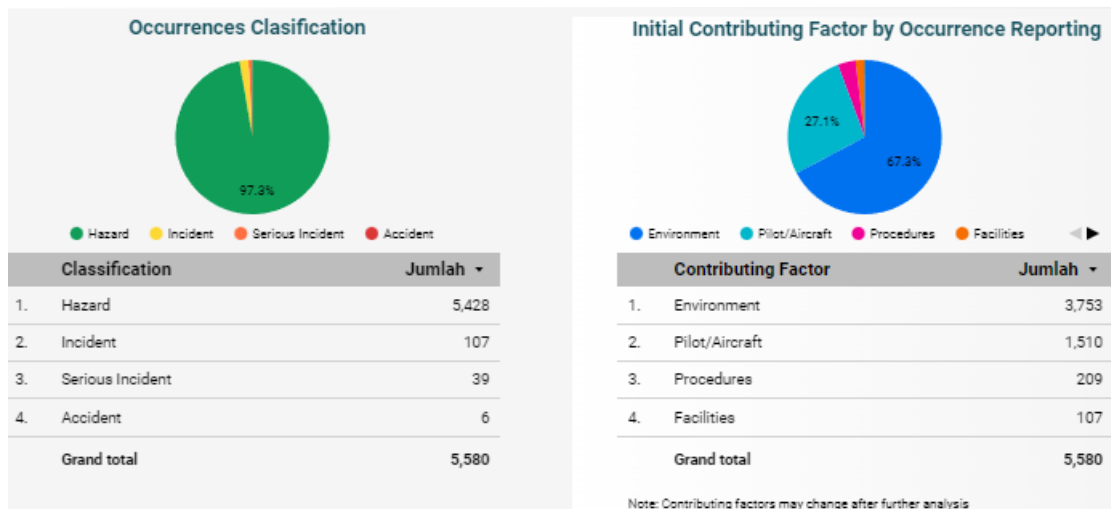 Occurrences Clasification
97.3%
Hazard Incident Serious Incident Accident
Classification Jumlah
1. Hazard 5,428
2. Incident 107
3. Serious Incident 39
4. Accident 6
Grand total 5,580
Initial Contributing Factor by Occurrence Reporting
27.1%
67.3%
Environment Pilot/Aircraft Procedures Facilities
Contributing Factor Jumlah
1. Environment 3,753
2. Pilot/Aircraft 1,510
3. Procedures 209
4. Facilities 107
Grand total 5,580
Note: Contributing factors may change after further analysis